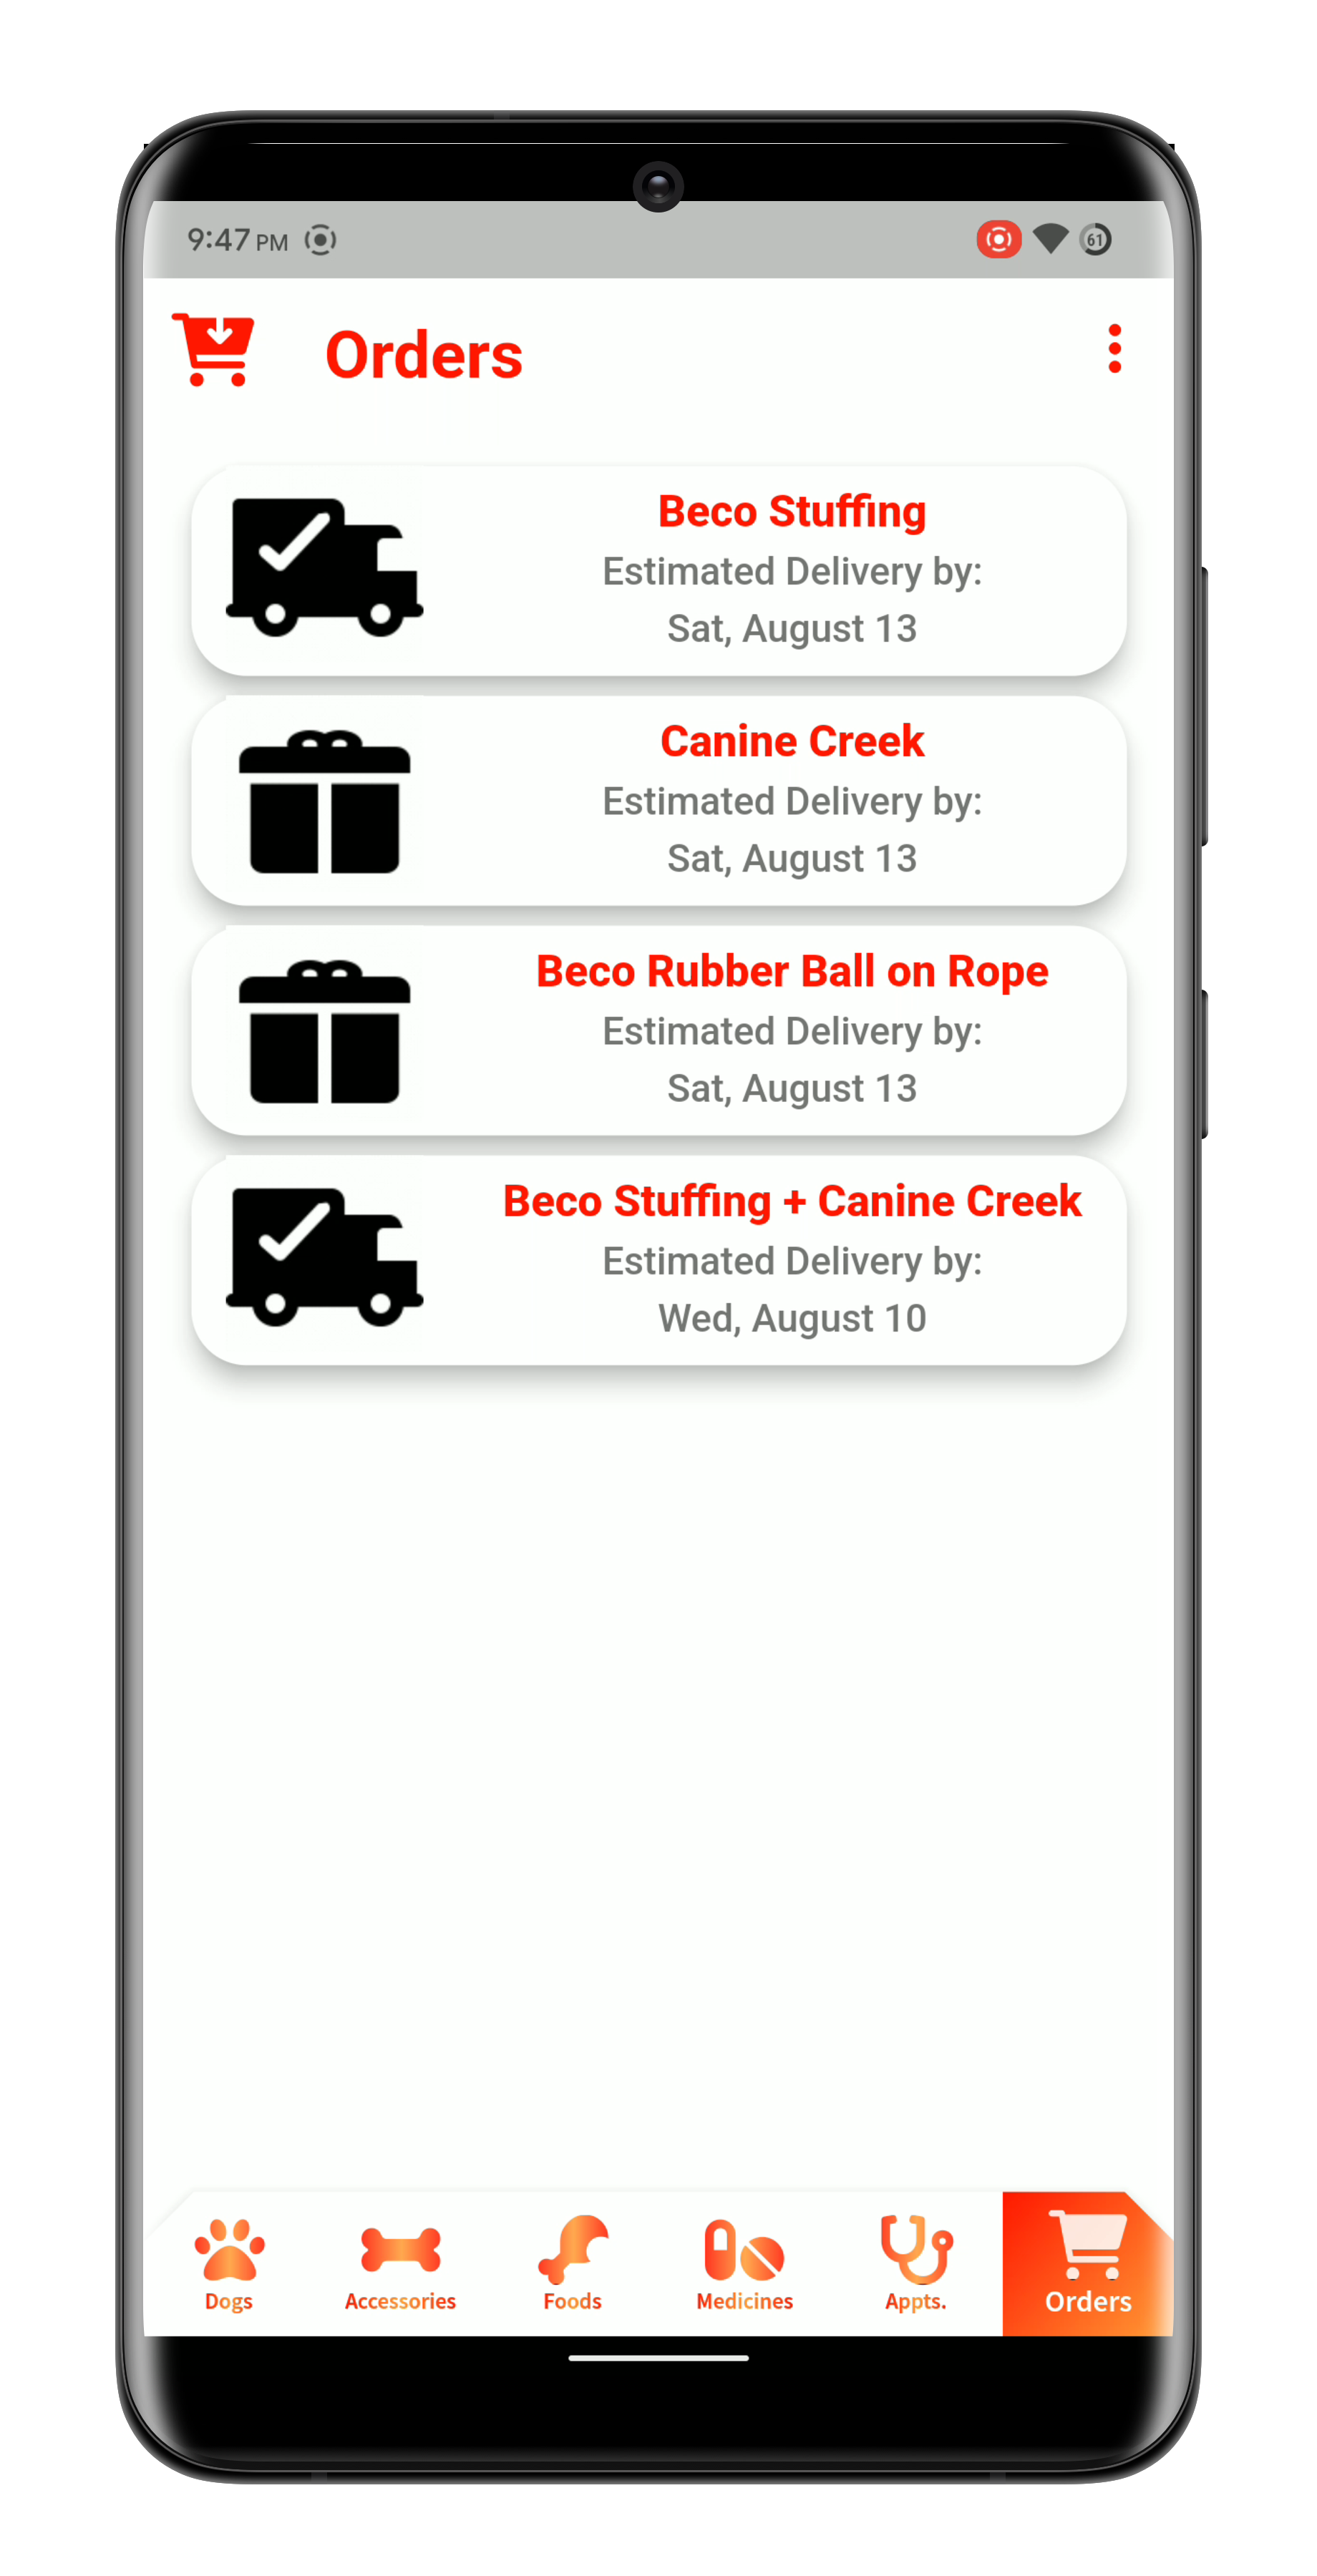 9:47 PM
61
Orders
Beco Stuffing
Estimated Delivery by:
Sat, August 13
Canine Creek
Estimated Delivery by:
Sat, August 13
Beco Rubber Ball on Rope
Estimated Delivery by:
Sat, August 13
Beco Stuffing + Canine Creek
Estimated Delivery by:
Wed, August 10
Dogs Accessories Foods Medicines Appts. Orders